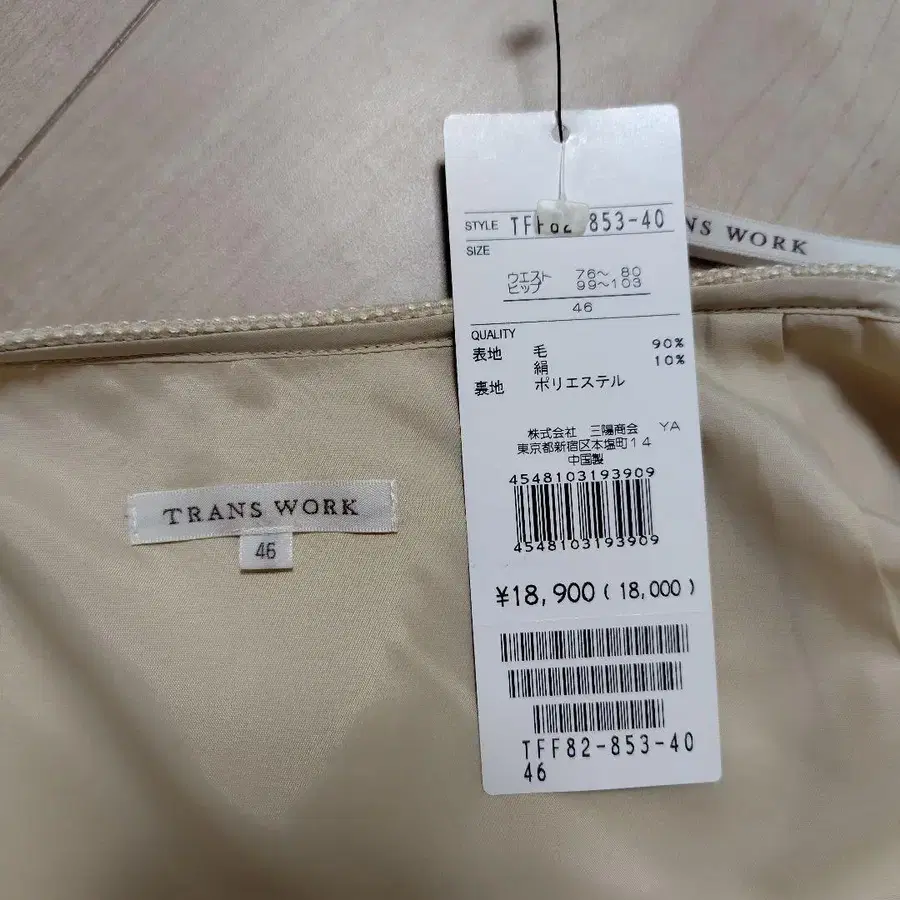 STYLE TFF82-853-40
SIZE
ウエスト 76〜 80
ヒップ 99〜103
46
QUALITY
表地 毛 90%
絹 10%
裏地 ポリエステル
株式会社 三陽商会 YA
東京都新宿区本塩町14
中国製
4548103193909
4548103193909
¥18,900(18,000)
TFF82-853-40
46
NS WORK
TRANS WORK
46